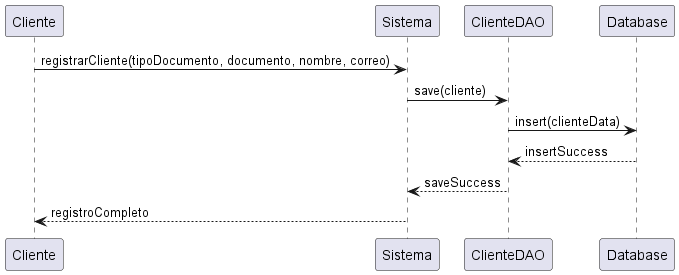 Cliente Sistema ClienteDAO Database
registrarCliente(tipoDocumento, documento, nombre, correo)
save(cliente)
insert(clienteData)
insertSuccess
saveSuccess
registroCompleto
Cliente Sistema ClienteDAO Database